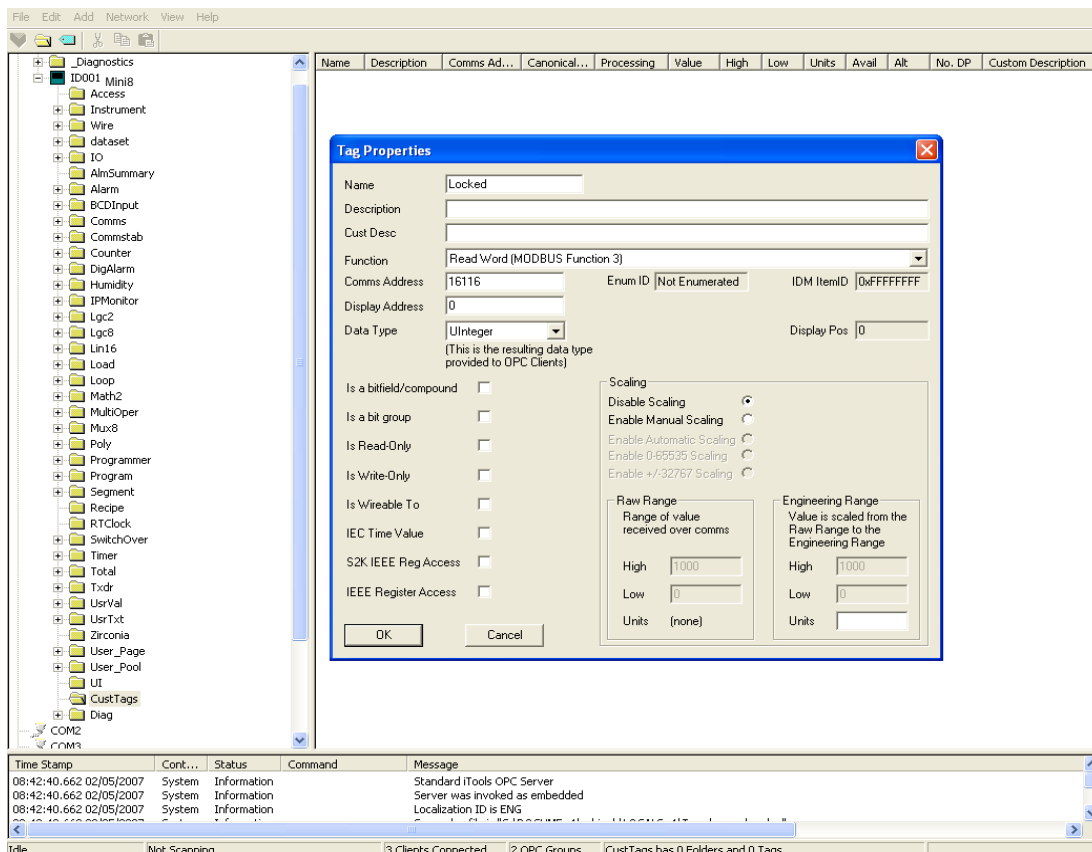 File Edit Add Network View Help
Name Description Comms Ad... Canonical... Processing Value High Low Units Avail Alt No. DP Custom Description
_Diagnostics
ID001 Mini8
Access
Instrument
Wire
dataset
IO
AlmSummary
Alarm
BCDInput
Comms
Commstab
Counter
DigAlarm
Humidity
IPMonitor
Lgc2
Lgc8
Lin16
Load
Loop
Math2
MultiOper
Mux8
Poly
Programmer
Program
Segment
Recipe
RTClock
SwitchOver
Timer
Total
Txdr
UsrVal
UsrTxt
Zirconia
User_Page
User_Pool
UI
CustTags
Diag
COM2
COM3
Tag Properties
Name Locked
Description
Cust Desc
Function Read Word (MODBUS Function 3)
Comms Address 16116 Enum ID Not Enumerated IDM ItemID 0xFFFFFFFF
Display Address 0
Data Type UInteger Display Pos 0
(This is the resulting data type
provided to OPC Clients)
Is a bitfield/compound
Is a bit group
Is Read-Only
Is Write-Only
Is Wireable To
IEC Time Value
S2K IEEE Reg Access
IEEE Register Access
OK Cancel
Scaling
Disable Scaling
Enable Manual Scaling
Enable Automatic Scaling
Enable 0-65535 Scaling
Enable +/-32767 Scaling
Raw Range
Range of value
received over comms
High 1000
Low 0
Units (none)
Engineering Range
Value is scaled from the
Raw Range to the
Engineering Range
High 1000
Low 0
Units
Time Stamp Cont... Status Command Message
08:42:40.662 02/05/2007 System Information Standard iTools OPC Server
08:42:40.662 02/05/2007 System Information Server was invoked as embedded
08:42:40.662 02/05/2007 System Information Localization ID is ENG
Idle Not Scanning 3 Clients Connected 2 OPC Groups CustTags has 0 Folders and 0 Tags